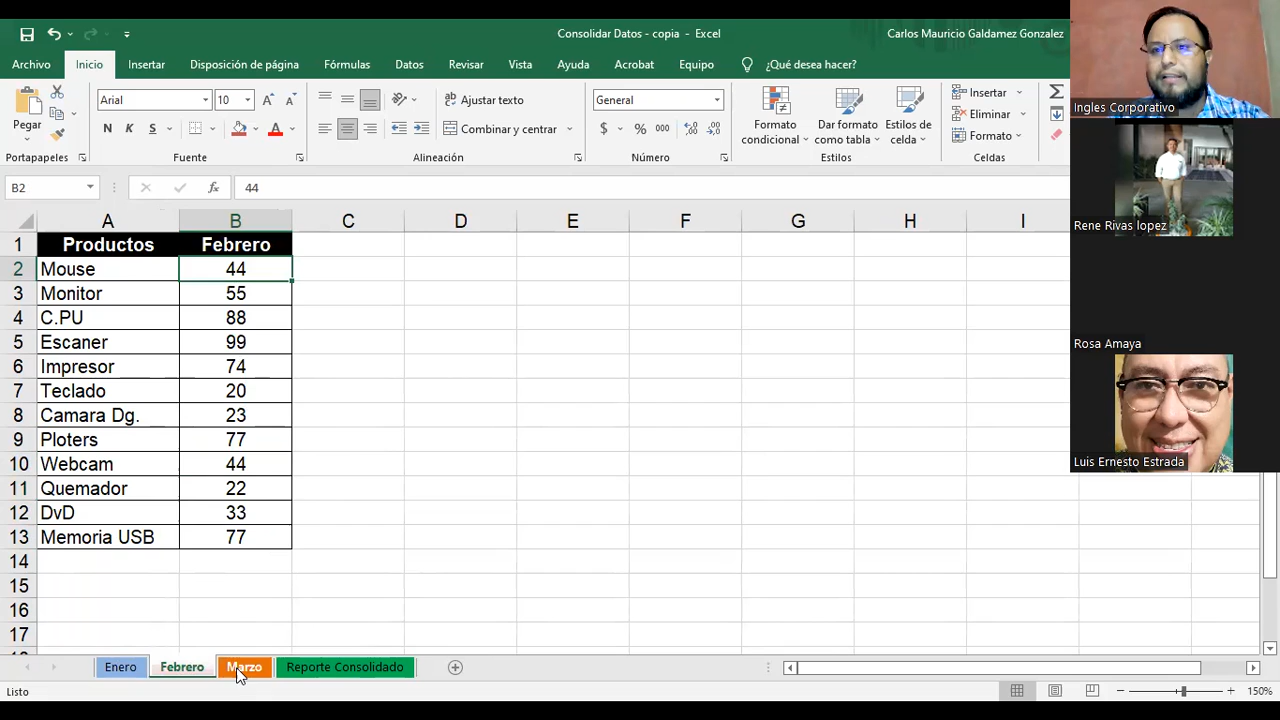 Consolidar Datos - copia - Excel
Carlos Mauricio Galdamez Gonzalez
Archivo Inicio Insertar Disposición de página Fórmulas Datos Revisar Vista Ayuda Acrobat Equipo ¿Qué desea hacer?
Pegar
Portapapeles
Arial 10
N K S
Fuente
Ajustar texto
Combinar y centrar
Alineación
General
$ % 000
Número
Formato condicional
Dar formato como tabla
Estilos de celda
Estilos
Insertar
Eliminar
Formato
Celdas
B2 fx 44
A B C D E F G H I
1 Productos Febrero
2 Mouse 44
3 Monitor 55
4 C.PU 88
5 Escaner 99
6 Impresor 74
7 Teclado 20
8 Camara Dg. 23
9 Ploters 77
10 Webcam 44
11 Quemador 22
12 DvD 33
13 Memoria USB 77
14
15
16
17
Enero Febrero Marzo Reporte Consolidado
Listo
150%
Ingles Corporativo
Rene Rivas lopez
Rosa Amaya
Luis Ernesto Estrada